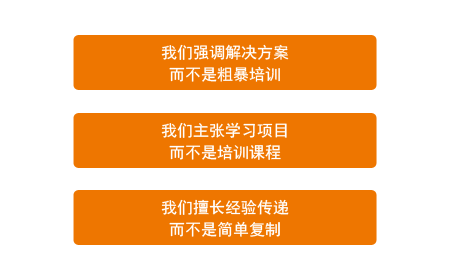 我们强调解决方案
而不是粗暴培训
我们主张学习项目
而不是培训课程
我们擅长经验传递
而不是简单复制